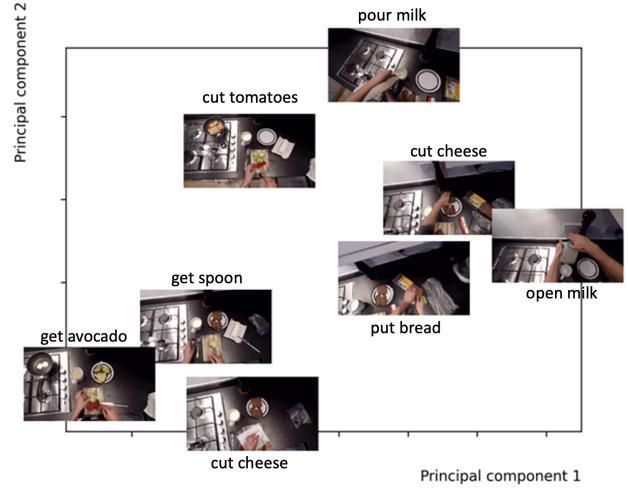 Principal component 2
pour milk
cut tomatoes
cut cheese
open milk
put bread
get spoon
get avocado
cut cheese
Principal component 1